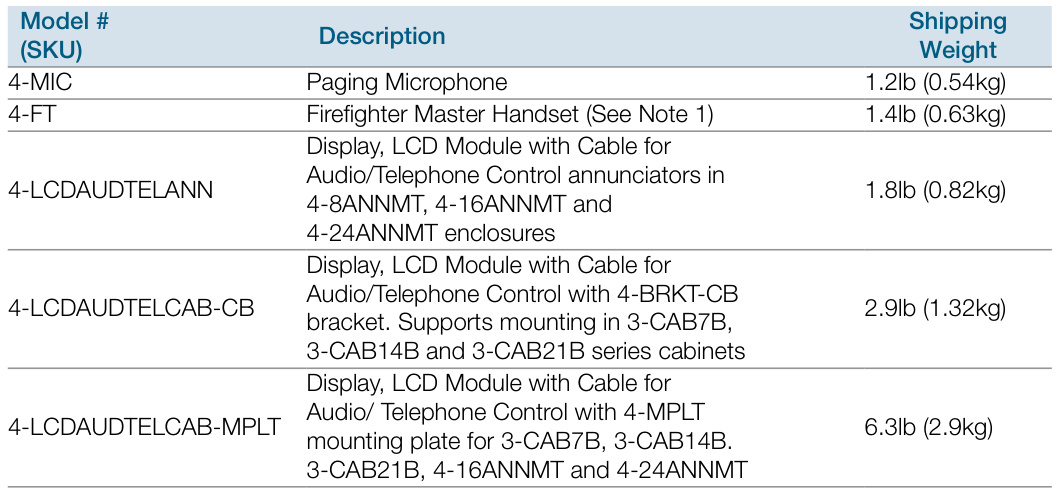 Model #
(SKU)
Description
Shipping
Weight
4-MIC
Paging Microphone
1.2lb (0.54kg)
4-FT
Firefighter Master Handset (See Note 1)
1.4lb (0.63kg)
4-LCDAUDTELANN
Display, LCD Module with Cable for
Audio/Telephone Control annunciators in
4-8ANNMT, 4-16ANNMT and
4-24ANNMT enclosures
1.8lb (0.82kg)
4-LCDAUDTELCAB-CB
Display, LCD Module with Cable for
Audio/Telephone Control with 4-BRKT-CB
bracket. Supports mounting in 3-CAB7B,
3-CAB14B and 3-CAB21B series cabinets
2.9lb (1.32kg)
4-LCDAUDTELCAB-MPLT
Display, LCD Module with Cable for
Audio/ Telephone Control with 4-MPLT
mounting plate for 3-CAB7B, 3-CAB14B.
3-CAB21B, 4-16ANNMT and 4-24ANNMT
6.3lb (2.9kg)